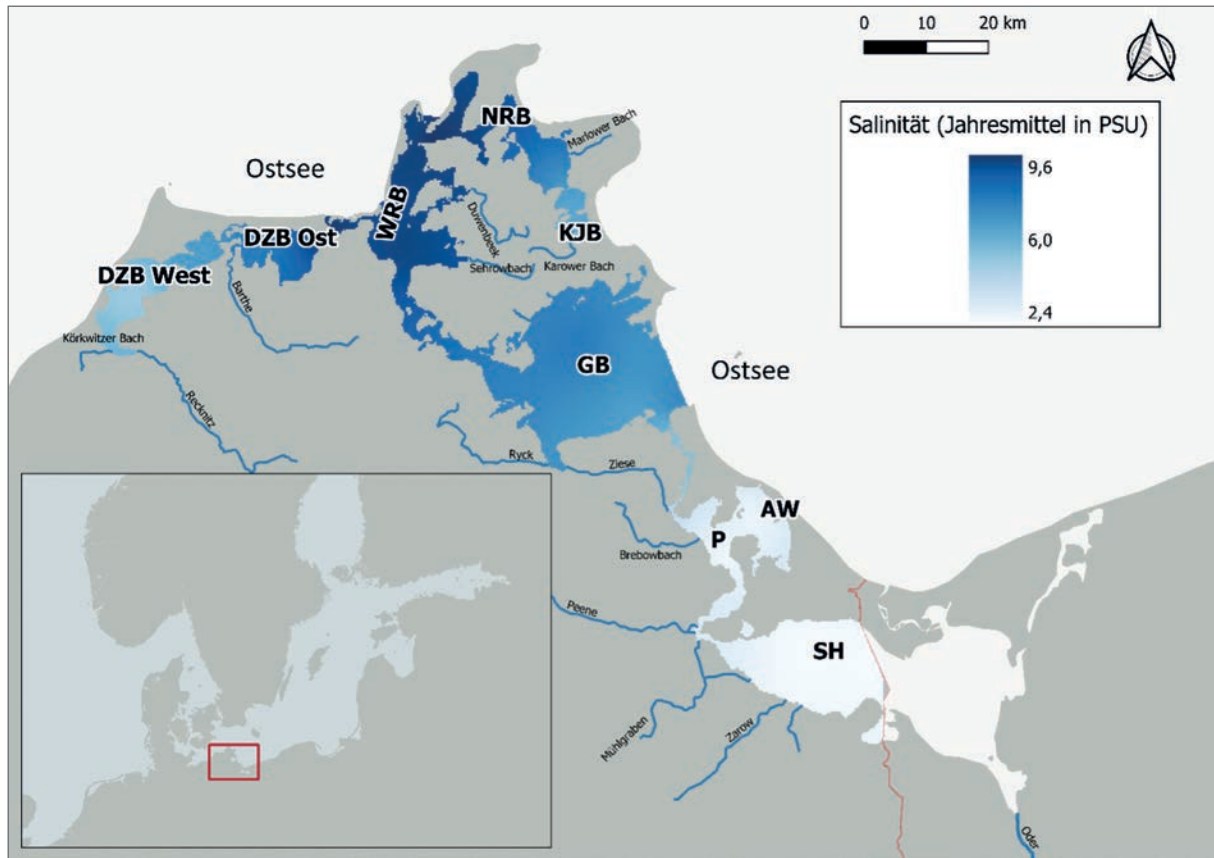 0 10 20 km
Salinität (Jahresmittel in PSU)
9,6
6,0
2,4
NRB
Marlower Bach
Ostsee
WRB
Duwenbeek
KJB
DZB Ost
Sehrowbach
Karower Bach
DZB West
Barthe
Körkwitzer Bach
GB
Ostsee
Recknitz
Ryck
Ziese
AW
P
Brebowbach
Peene
SH
Mühlgraben
Zarow
Oder